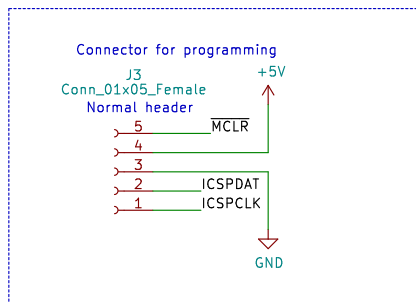 Connector for programming
J3
Conn_01x05_Female
Normal header
+5V
5 MCLR
4
3
2 ICSPDAT
1 ICSPCLK
GND